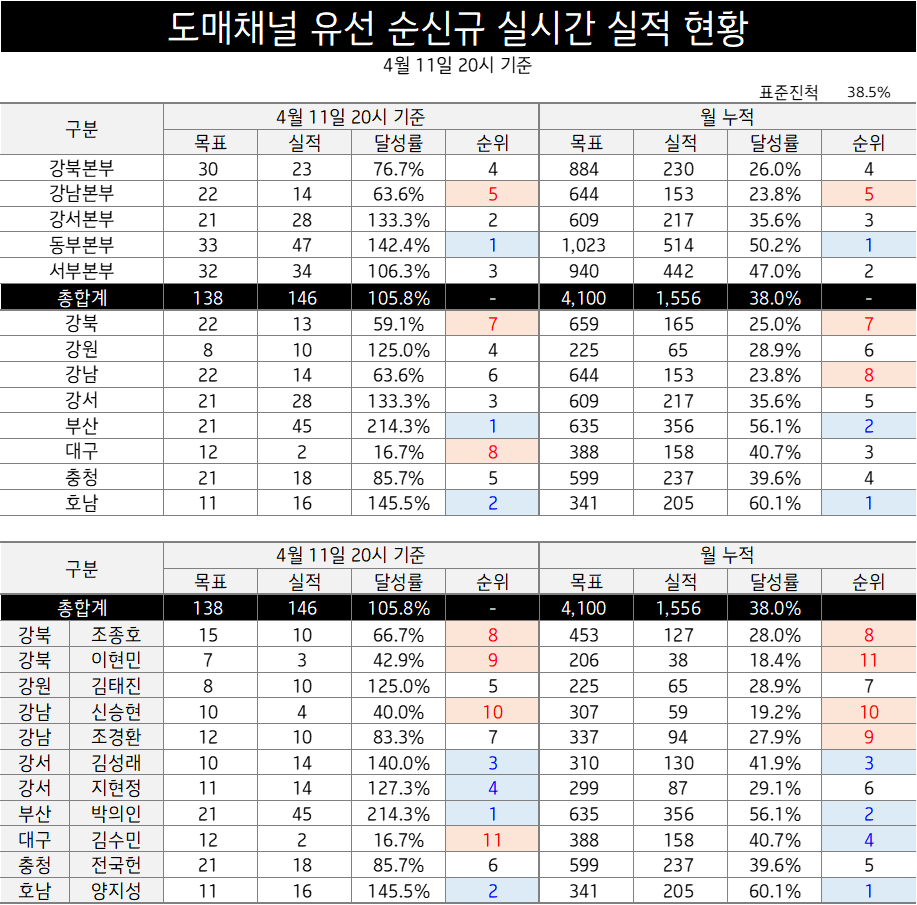 도매채널 유선 순신규 실시간 실적 현황
4월 11일 20시 기준
표준진척 38.5%
구분 4월 11일 20시 기준 월 누적
목표 실적 달성률 순위 목표 실적 달성률 순위
강북본부 30 23 76.7% 4 884 230 26.0% 4
강남본부 22 14 63.6% 5 644 153 23.8% 5
강서본부 21 28 133.3% 2 609 217 35.6% 3
동부본부 33 47 142.4% 1 1,023 514 50.2% 1
서부본부 32 34 106.3% 3 940 442 47.0% 2
총합계 138 146 105.8% - 4,100 1,556 38.0% -
강북 22 13 59.1% 7 659 165 25.0% 7
강원 8 10 125.0% 4 225 65 28.9% 6
강남 22 14 63.6% 6 644 153 23.8% 8
강서 21 28 133.3% 3 609 217 35.6% 5
부산 21 45 214.3% 1 635 356 56.1% 2
대구 12 2 16.7% 8 388 158 40.7% 3
충청 21 18 85.7% 5 599 237 39.6% 4
호남 11 16 145.5% 2 341 205 60.1% 1
구분 4월 11일 20시 기준 월 누적
목표 실적 달성률 순위 목표 실적 달성률 순위
총합계 138 146 105.8% - 4,100 1,556 38.0%
강북 조종호 15 10 66.7% 8 453 127 28.0% 8
강북 이현민 7 3 42.9% 9 206 38 18.4% 11
강원 김태진 8 10 125.0% 5 225 65 28.9% 7
강남 신승현 10 4 40.0% 10 307 59 19.2% 10
강남 조경환 12 10 83.3% 7 337 94 27.9% 9
강서 김성래 10 14 140.0% 3 310 130 41.9% 3
강서 지현정 11 14 127.3% 4 299 87 29.1% 6
부산 박의인 21 45 214.3% 1 635 356 56.1% 2
대구 김수민 12 2 16.7% 11 388 158 40.7% 4
충청 전국헌 21 18 85.7% 6 599 237 39.6% 5
호남 양지성 11 16 145.5% 2 341 205 60.1% 1